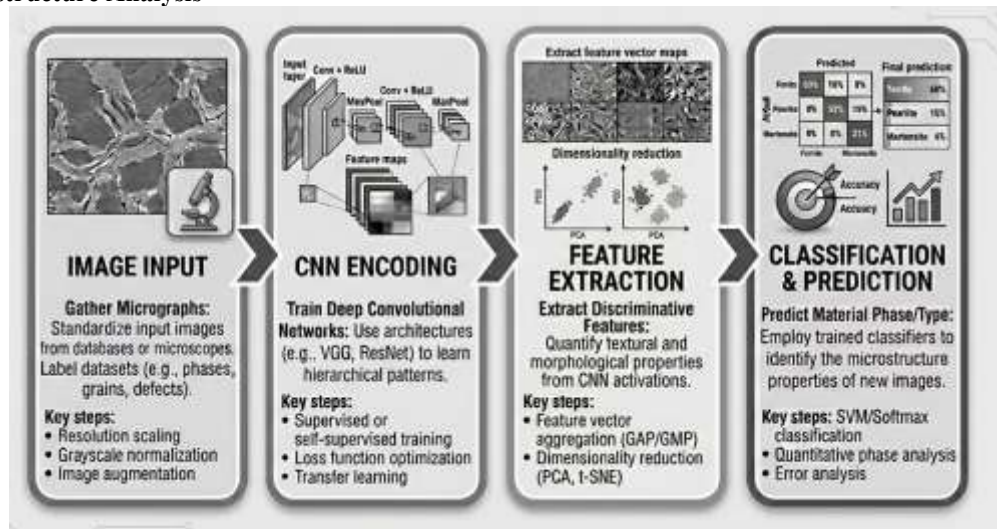 Structure Analysis
Input
layer
Conv + ReLU
MaxPool
Conv + ReLU
MaxPool
Feature maps
IMAGE INPUT
Gather Micrographs:
Standardize input images
from databases or microscopes.
Label datasets (e.g., phases,
grains, defects).
Key steps:
• Resolution scaling
• Grayscale normalization
• Image augmentation
CNN ENCODING
Train Deep Convolutional
Networks: Use architectures
(e.g., VGG, ResNet) to learn
hierarchical patterns.
Key steps:
• Supervised or
self-supervised training
• Loss function optimization
• Transfer learning
Extract feature vector maps
Dimensionality reduction
PCA
PCA
FEATURE
EXTRACTION
Extract Discriminative
Features:
Quantify textural and
morphological properties
from CNN activations.
Key steps:
• Feature vector
aggregation (GAP/GMP)
• Dimensionality reduction
(PCA, t-SNE)
Predicted
Final prediction
Pearlite 15%
Martensite
Accuracy
CLASSIFICATION
& PREDICTION
Predict Material Phase/Type:
Employ trained classifiers to
identify the microstructure
properties of new images.
Key steps: SVM/Softmax
classification
• Quantitative phase analysis
• Error analysis